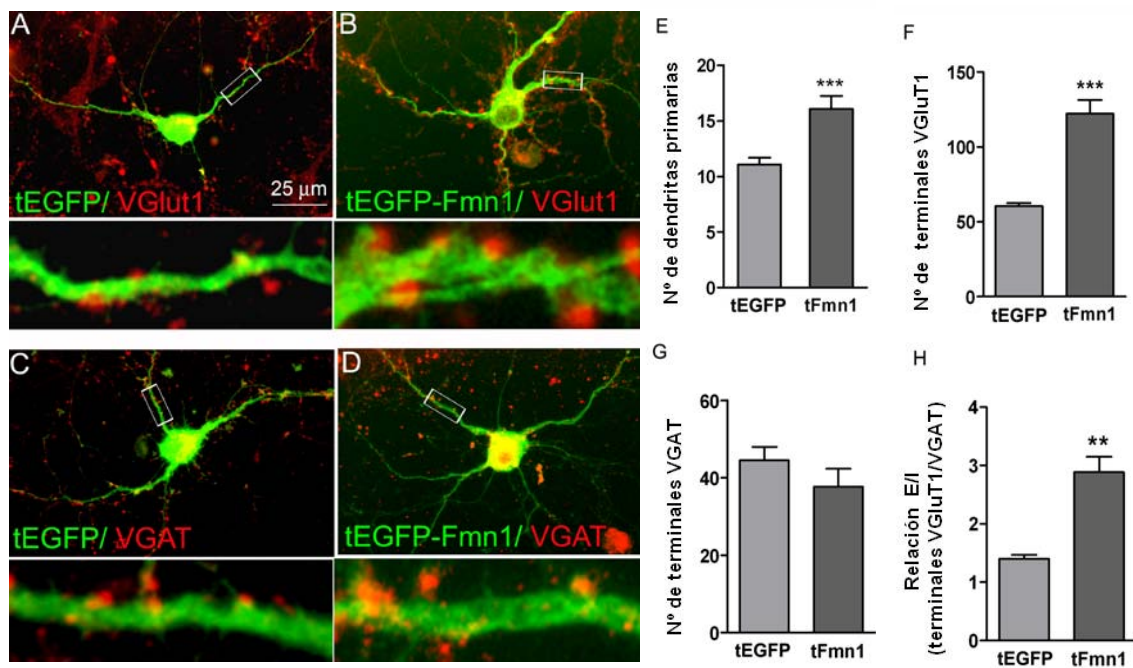 A
tEGFP/ VGlut1
25 µm
B
tEGFP-Fmn1/ VGlut1
C
tEGFP/ VGAT
D
tEGFP-Fmn1/ VGAT
E
Nº de dendritas primarias
20
15
10
5
0
***
tEGFP
tFmn1
F
Nº de terminales VGluT1
150
100
50
0
***
tEGFP
tFmn1
G
Nº de terminales VGAT
60
40
20
0
tEGFP
tFmn1
H
Relación E/I
(terminales VGluT1/VGAT)
4
3
2
1
0
**
tEGFP
tFmn1